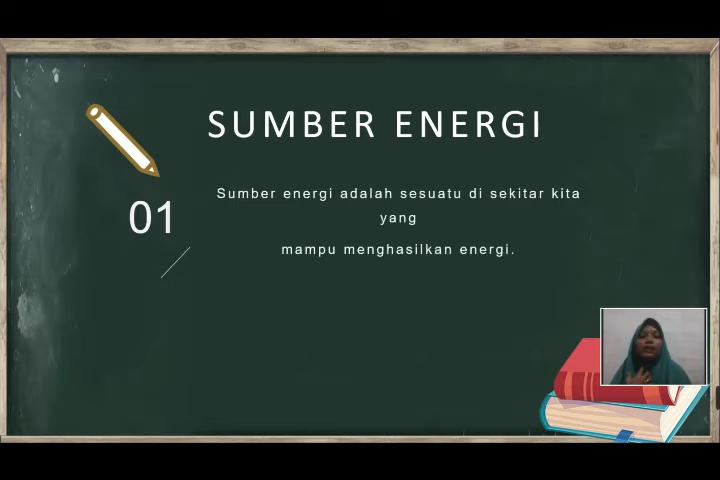 SUMBER ENERGI
01
Sumber energi adalah sesuatu di sekitar kita
yang
mampu menghasilkan energi.